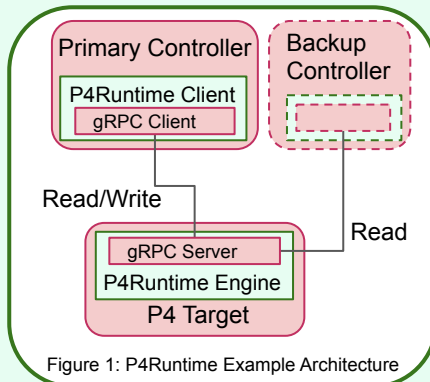 Primary Controller
P4Runtime Client
gRPC Client
Backup
Controller
Read/Write
Read
gRPC Server
P4Runtime Engine
P4 Target
Figure 1: P4Runtime Example Architecture